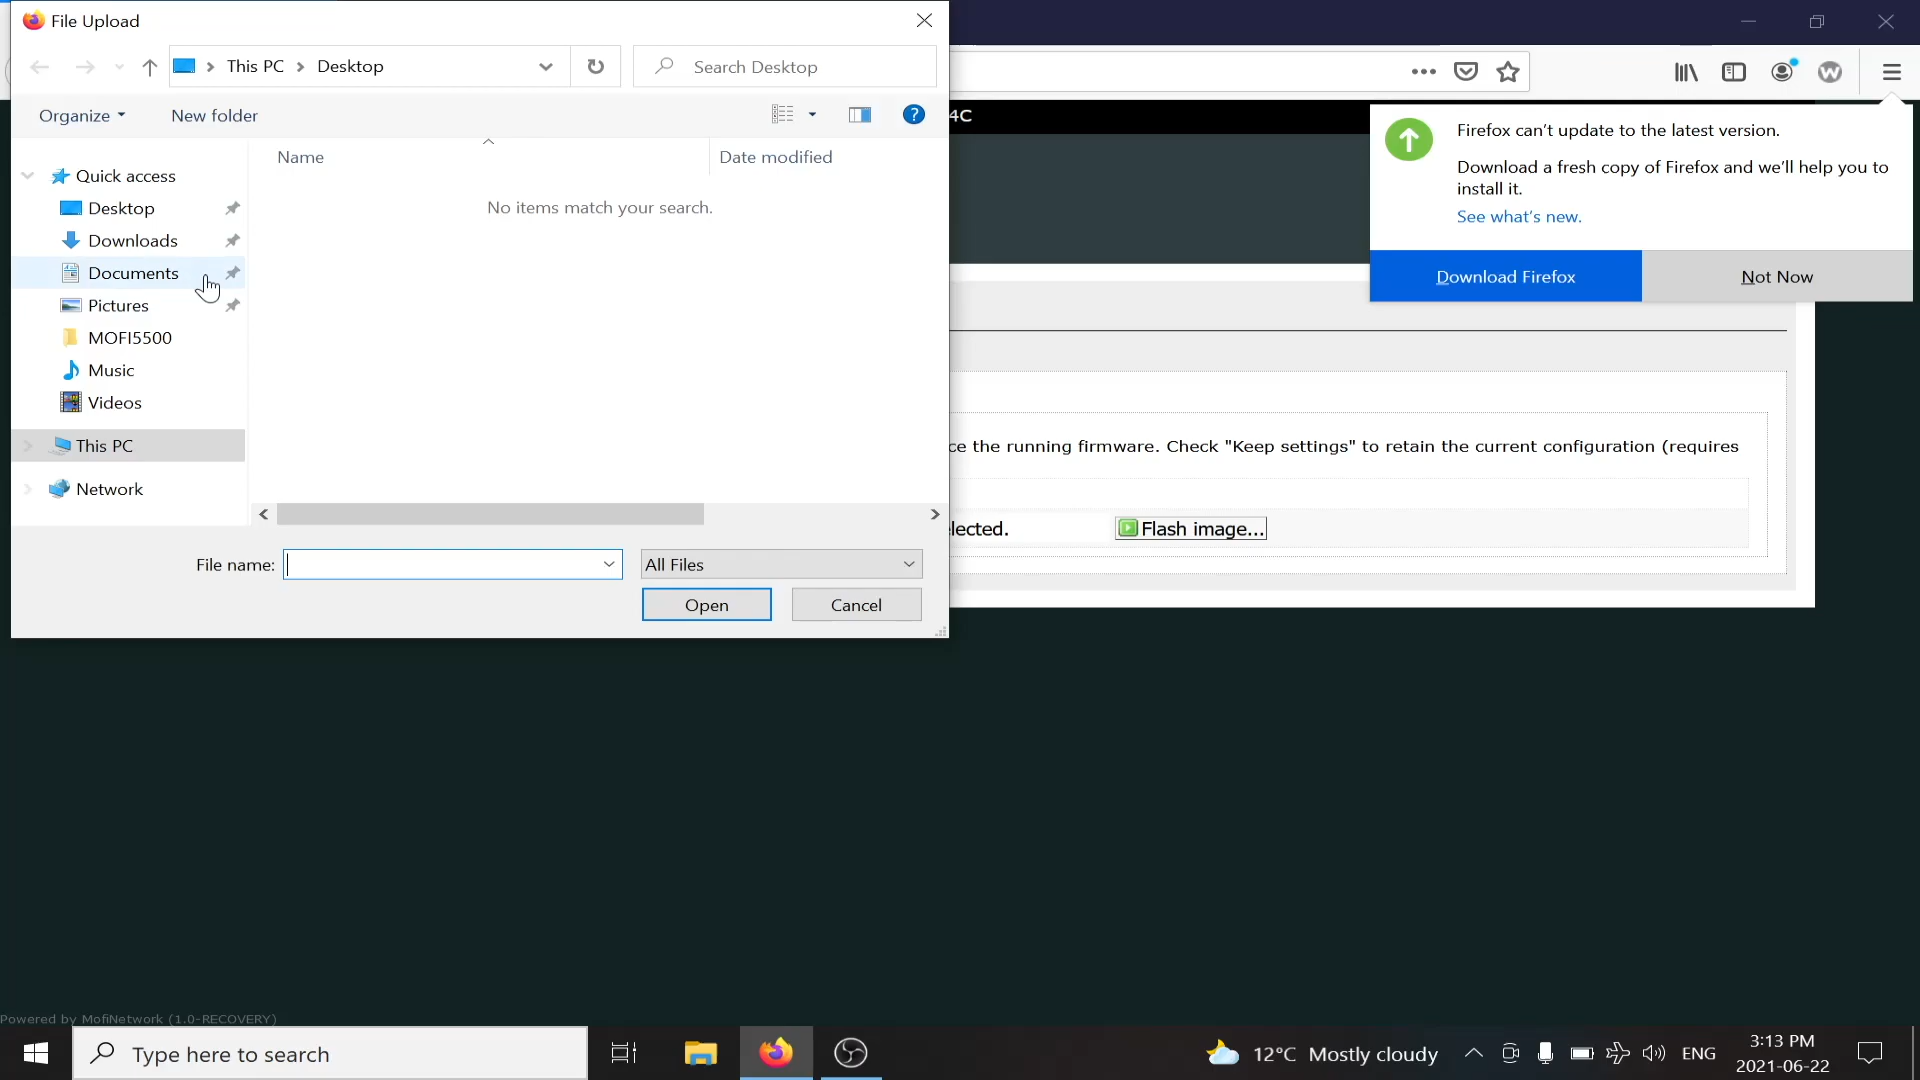 File Upload
This PC
Desktop
Search Desktop
Organize
New folder
Name
Date modified
No items match your search.
Quick access
Desktop
Downloads
Documents
Pictures
MOFI5500
Music
Videos
This PC
Network
File name:
All Files
Open
Cancel
4C
Firefox can't update to the latest version.
Download a fresh copy of Firefox and we'll help you to
install it.
See what's new.
Download Firefox
Not Now
ce the running firmware. Check "Keep settings" to retain the current configuration (requires
lected.
Flash image...
Powered by MofiNetwork (1.0-RECOVERY)
Type here to search
12°C Mostly cloudy
ENG
3:13 PM
2021-06-22